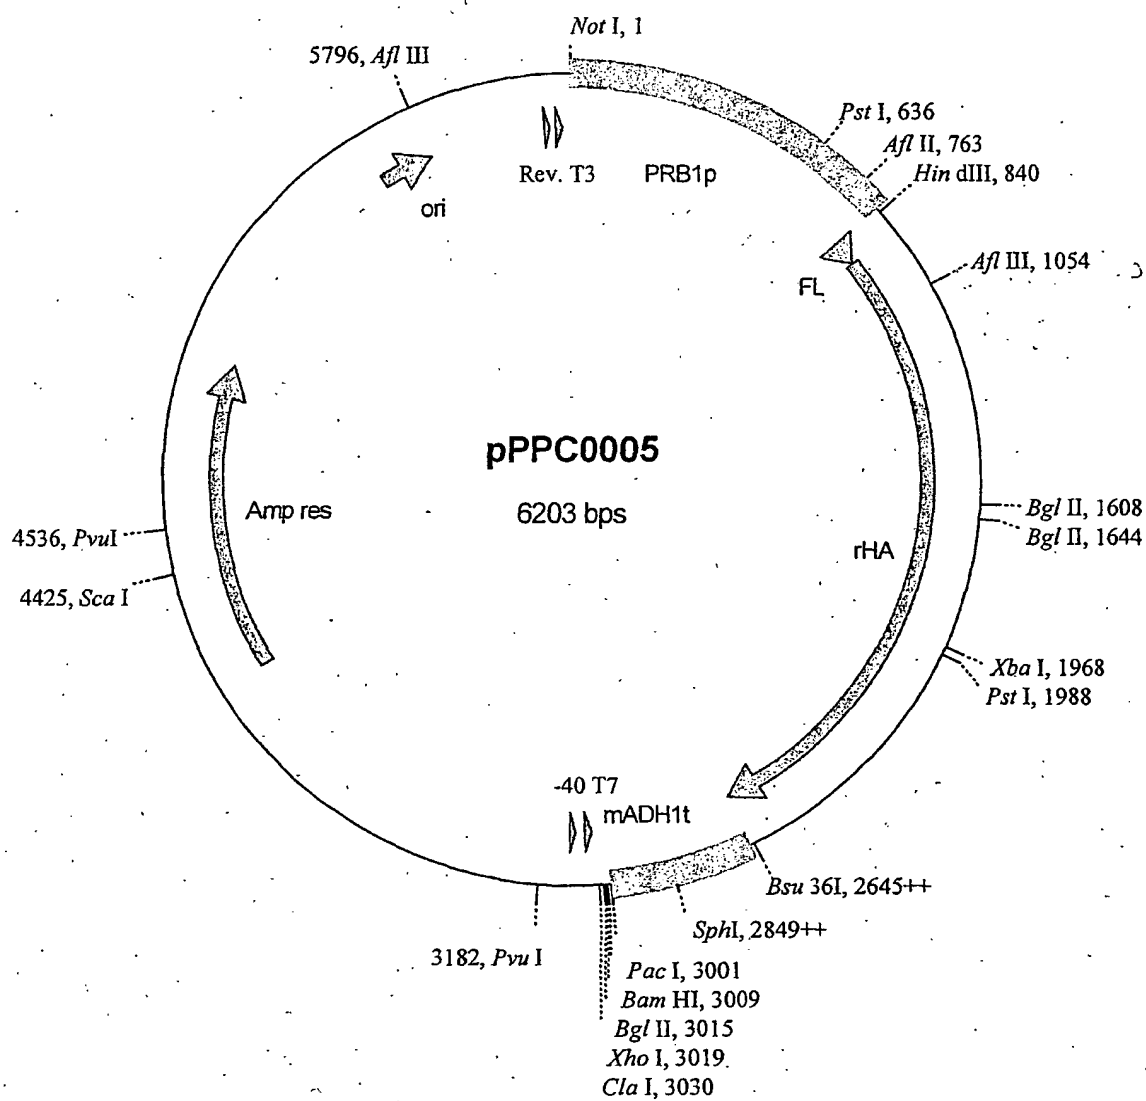 Not I, 1
5796, Afl III
Pst I, 636
Afl II, 763
Hin dIII, 840
Rev. T3
PRB1p
ori
Afl III, 1054
FL
pPPC0005
6203 bps
Amp res
Bgl II, 1608
Bgl II, 1644
4536, PvuI
rHA
4425, Sca I
Xba I, 1968
Pst I, 1988
-40 T7
mADH1t
Bsu 36I, 2645++
SphI, 2849++
3182, Pvu I
Pac I, 3001
Bam HI, 3009
Bgl II, 3015
Xho I, 3019
Cla I, 3030